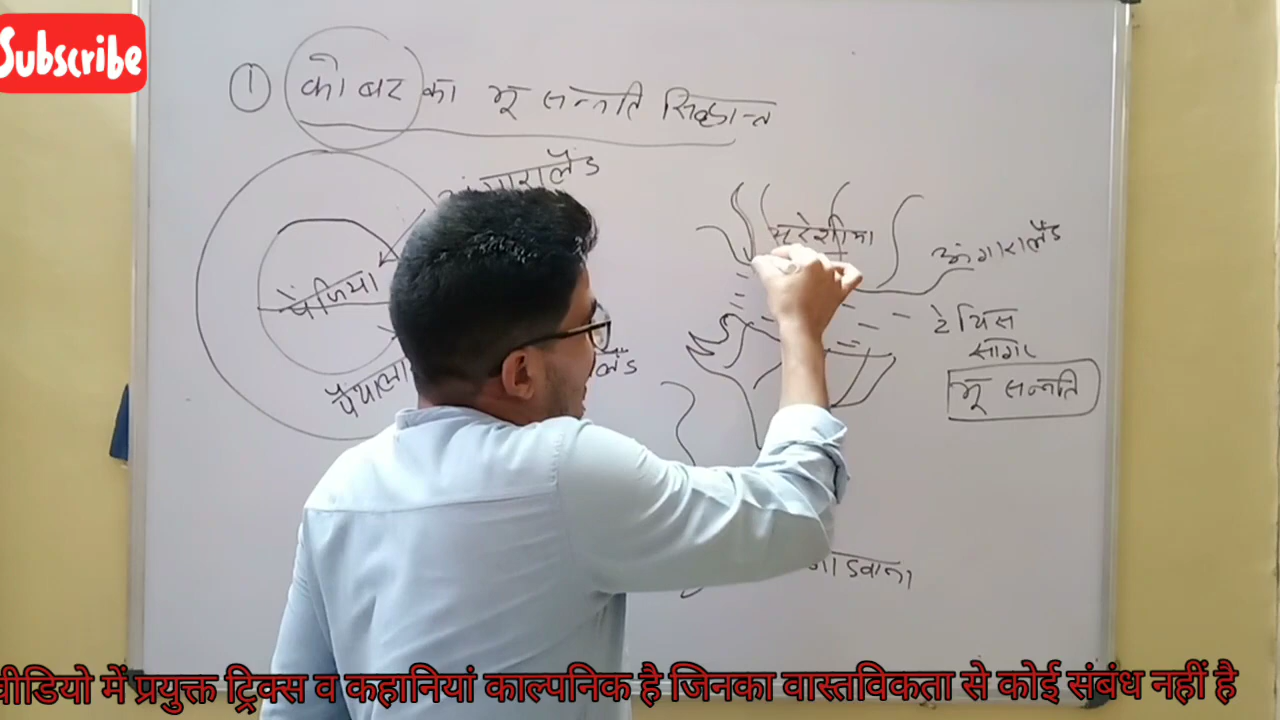 Subscribe
① कोबर का भू सन्नति सिद्धान्त
पेंजिया
यूरेशिया
अंगारालैंड
टेथिस
सागर
भू सन्नति
वीडियो में प्रयुक्त ट्रिक्स व कहानियां काल्पनिक है जिनका वास्तविकता से कोई संबंध नहीं है